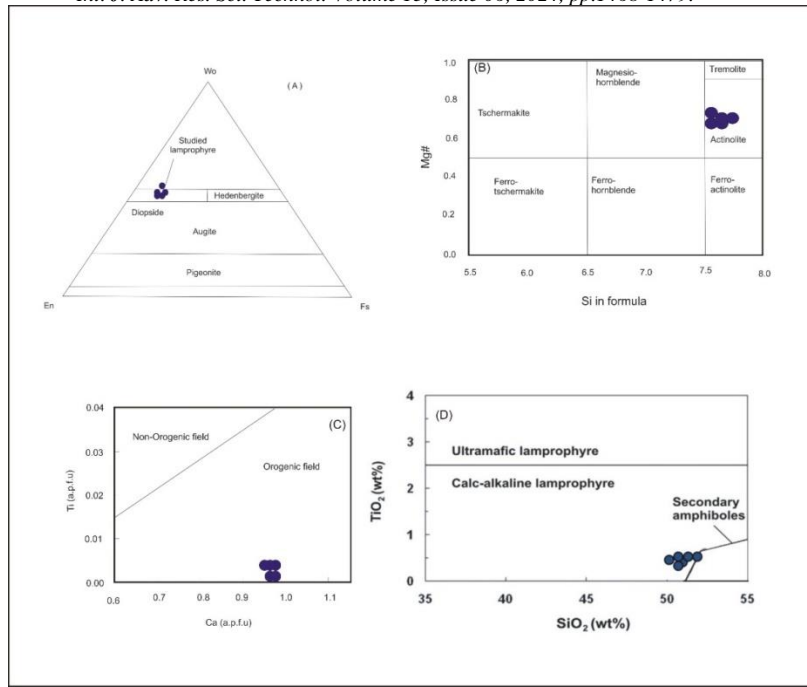 Int. J. Adv. Res. Sci. Technol. Volume 13, Issue 06, 2024, pp.1466-1479.
Wo
(A)
Studied
lamprophyre
Hedenbergite
Diopside
Augite
Pigeonite
En
Fs
(B)
Mg#
1.0
0.8
0.6
0.4
0.2
0.0
Magnesio-
hornblende
Tremolite
Tschermakite
Actinolite
Ferro-
tschermakite
Ferro-
hornblende
Ferro-
actinolite
5.5
6.0
6.5
7.0
7.5
8.0
Si in formula
(C)
Ti (a.p.f.u)
0.04
0.03
0.02
0.01
0.00
Non-Orogenic field
Orogenic field
0.6
0.7
0.8
0.9
1.0
1.1
Ca (a.p.f.u)
(D)
TiO2 (wt%)
4
3
2
1
0
Ultramafic lamprophyre
Calc-alkaline lamprophyre
Secondary
amphiboles
35
40
45
50
55
SiO2 (wt%)